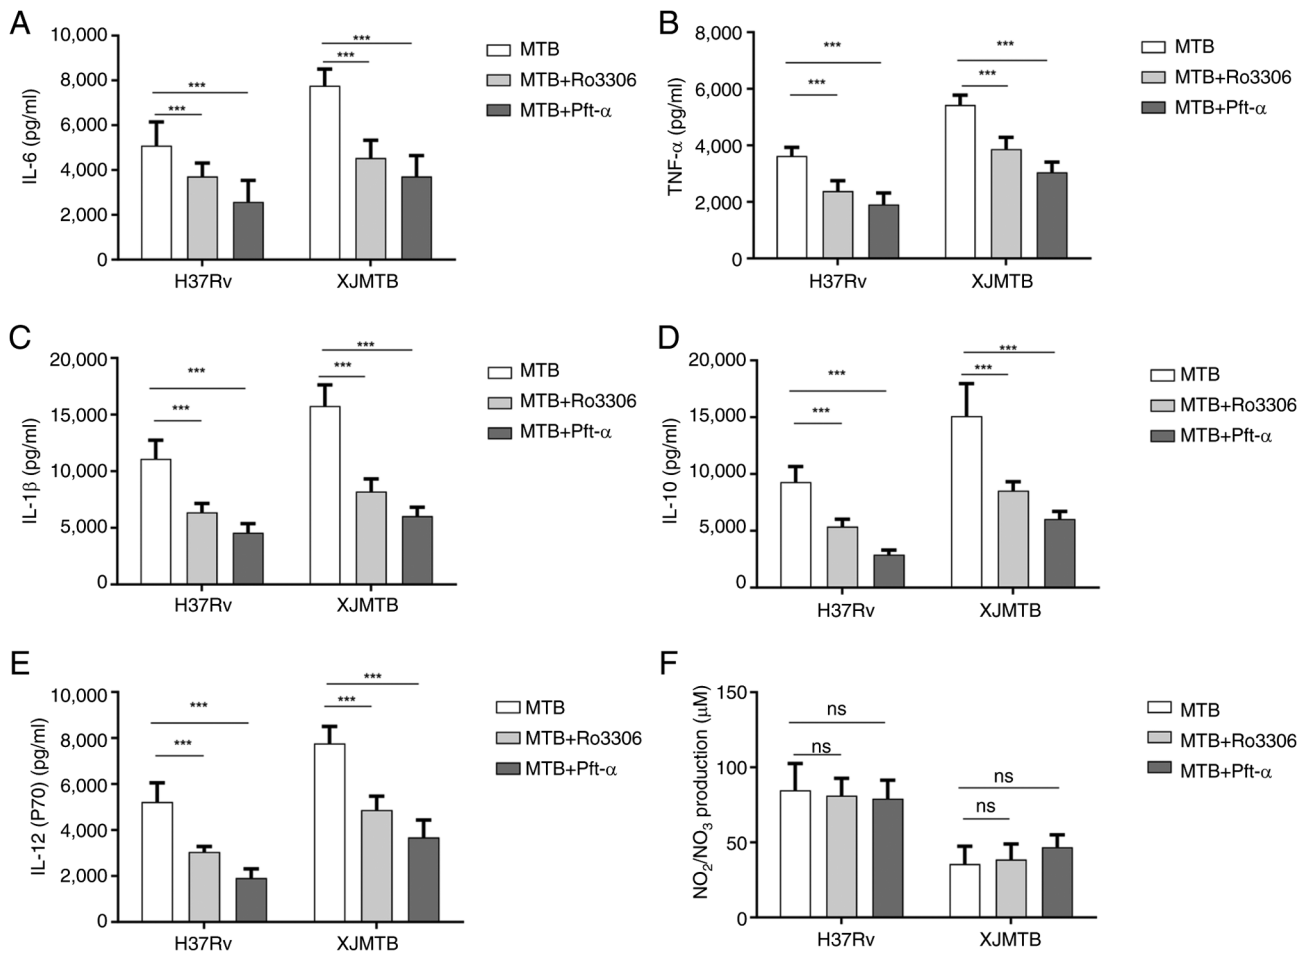 A
IL-6 (pg/ml)
10,000
8,000
6,000
4,000
2,000
0
***
***
***
***
H37Rv
XJMTB
MTB
MTB+Ro3306
MTB+Pft-α
B
TNF-α (pg/ml)
8,000
6,000
4,000
2,000
0
***
***
***
***
H37Rv
XJMTB
MTB
MTB+Ro3306
MTB+Pft-α
C
IL-1β (pg/ml)
20,000
15,000
10,000
5,000
0
***
***
***
***
H37Rv
XJMTB
MTB
MTB+Ro3306
MTB+Pft-α
D
IL-10 (pg/ml)
20,000
15,000
10,000
5,000
0
***
***
***
***
H37Rv
XJMTB
MTB
MTB+Ro3306
MTB+Pft-α
E
IL-12 (P70) (pg/ml)
10,000
8,000
6,000
4,000
2,000
0
***
***
***
***
H37Rv
XJMTB
MTB
MTB+Ro3306
MTB+Pft-α
F
NO2/NO3 production (μM)
150
100
50
0
ns
ns
ns
ns
H37Rv
XJMTB
MTB
MTB+Ro3306
MTB+Pft-α